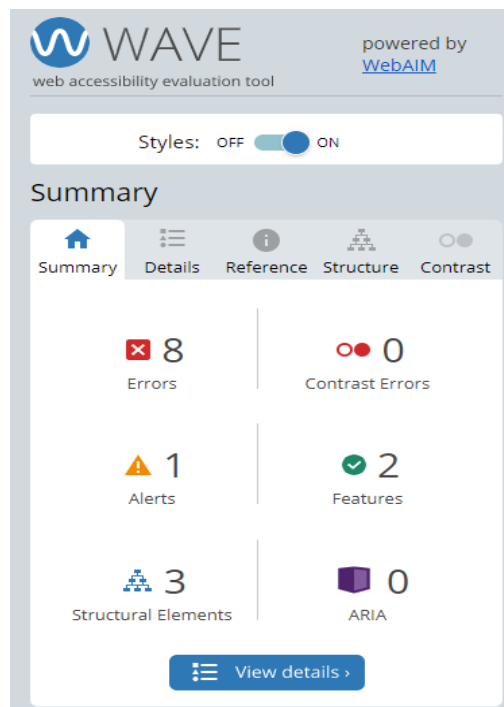 WAVE
powered by
WebAIM
web accessibility evaluation tool
Styles: OFF ON
Summary
Summary Details Reference Structure Contrast
8 0
Errors Contrast Errors
1 2
Alerts Features
3 0
Structural Elements ARIA
View details ›